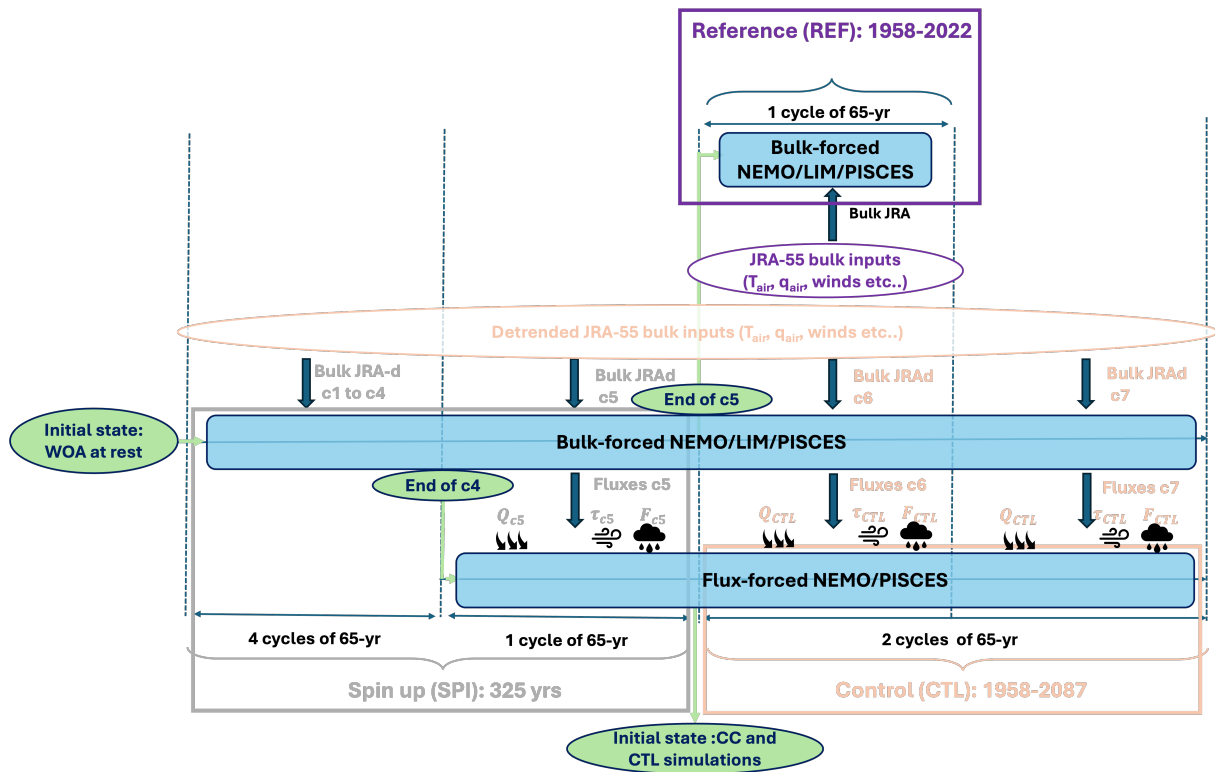 Reference (REF): 1958-2022
1 cycle of 65-yr
Bulk-forced
NEMO/LIM/PISCES
Bulk JRA
JRA-55 bulk inputs
(Tair, qair, winds etc..)
Detrended JRA-55 bulk inputs (Tair, qair, winds etc..)
Bulk JRA-d
c1 to c4
Bulk JRAd
c5
Bulk JRAd
c6
Bulk JRAd
c7
End of c5
Initial state:
WOA at rest
Bulk-forced NEMO/LIM/PISCES
End of c4
Fluxes c5
Fluxes c6
Fluxes c7
Qc5 τc5 Fc5
QCTL τCTL FCTL
QCTL τCTL FCTL
Flux-forced NEMO/PISCES
4 cycles of 65-yr
1 cycle of 65-yr
2 cycles of 65-yr
Spin up (SPI): 325 yrs
Control (CTL): 1958-2087
Initial state :CC and
CTL simulations